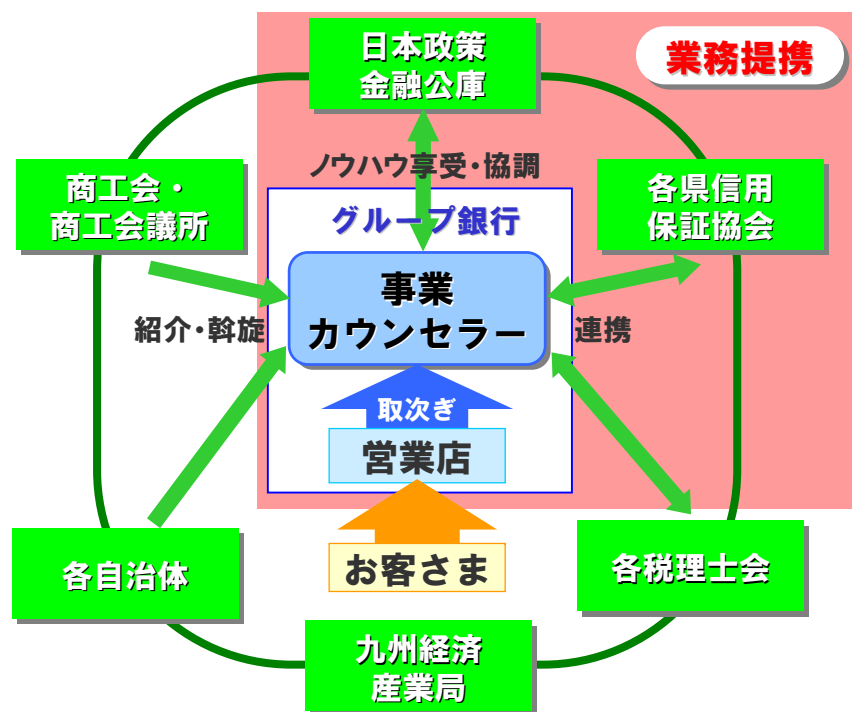 日本政策
金融公庫
業務提携
ノウハウ享受・協調
商工会・
商工会議所
各県信用
保証協会
グループ銀行
事業
カウンセラー
紹介・斡旋
連携
取次ぎ
営業店
お客さま
各自治体
各税理士会
九州経済
産業局